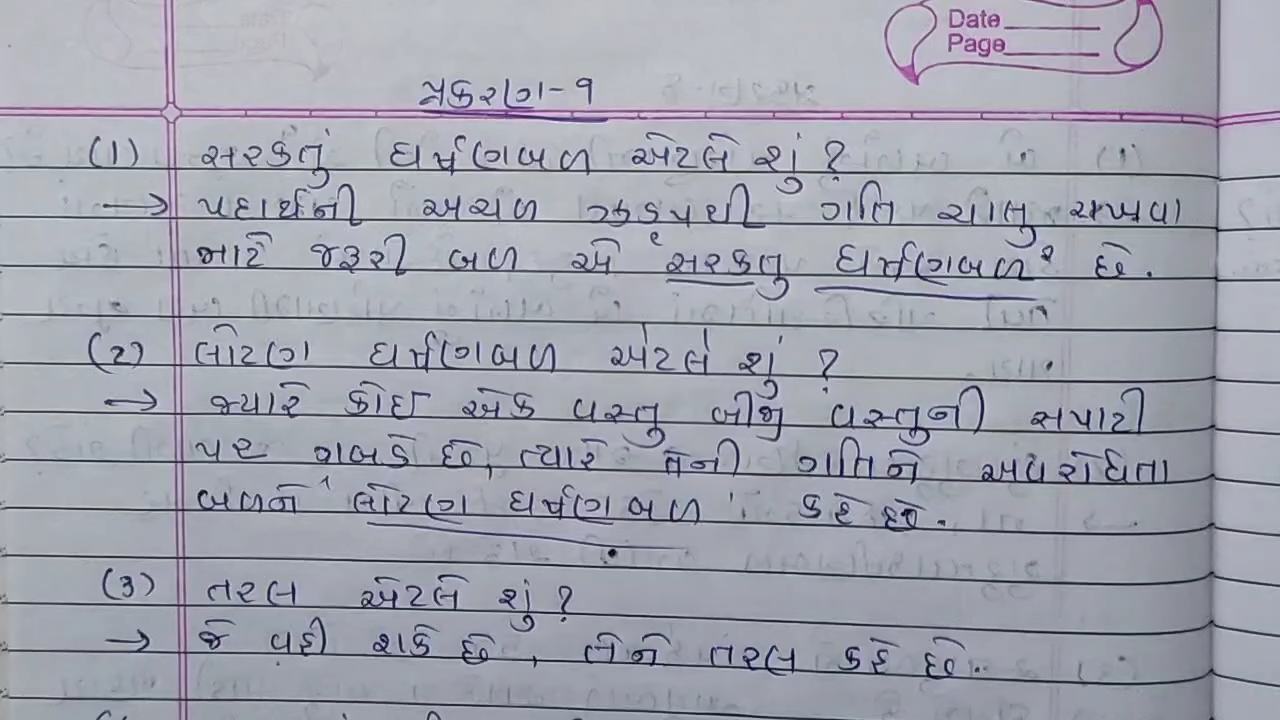 Date
Page
પ્રકરણ-૧
(1) સરકતું ઘર્ષણબળ એટલે શું?
→ પદાર્થની અચળ ઝડપથી ગતિ ચાલુ રાખવા
માટે જરૂરી બળ એ 'સરકતુ ઘર્ષણબળ' છે.
(2) લોટણ ઘર્ષણબળ એટલે શું?
→ જ્યારે કોઇ એક વસ્તુ બીજી વસ્તુની સપાટી
પર ગબડે છે, ત્યારે તેની ગતિને અવરોધતા
બળને 'લોટણ ઘર્ષણબળ' કહે છે.
(3) તરલ એટલે શું?
→ જે વહી શકે છે, તેને તરલ કહે છે.